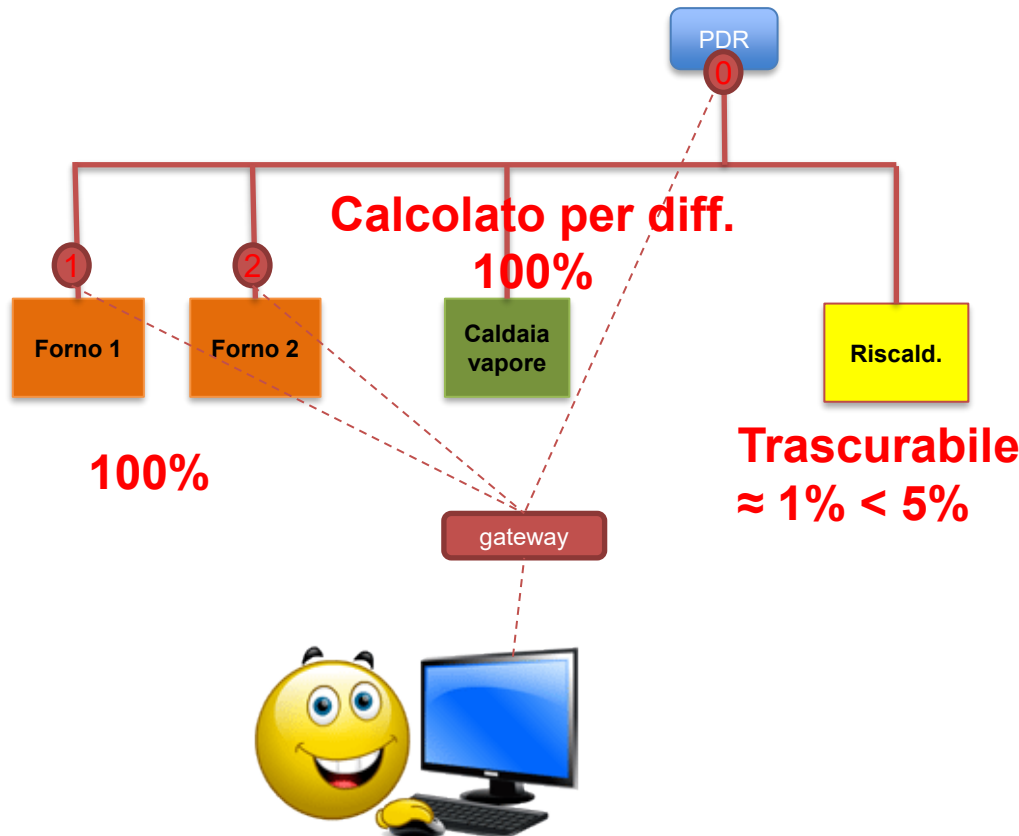 PDR
0
Calcolato per diff.
100%
1
2
Forno 1
Forno 2
Caldaia
vapore
Riscald.
100%
Trascurabile
≈ 1% < 5%
gateway